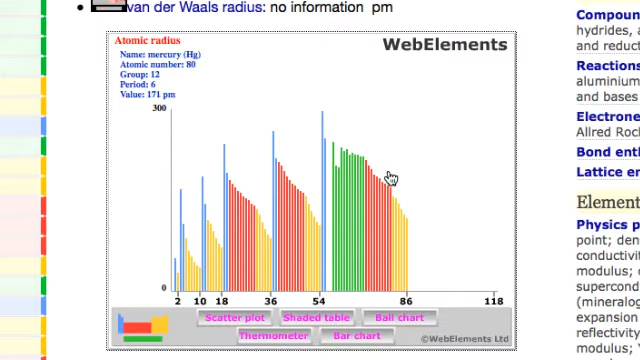 van der Waals radius: no information pm
Atomic radius
WebElements
Name: mercury (Hg)
Atomic number: 80
Group: 12
Period: 6
Value: 171 pm
300
0
2 10 18 36 54 86 118
Scatter plot Shaded table Ball chart
Thermometer Bar chart
©WebElements Ltd
Compoun
hydrides, a
and reduct
Reactions
aluminium
and bases
Electrone
Allred Roc
Bond enth
Lattice en
Element
Physics p
point; den
conductivit
modulus; c
supercond
(mineralog
expansion
reflectivity
modulus; V